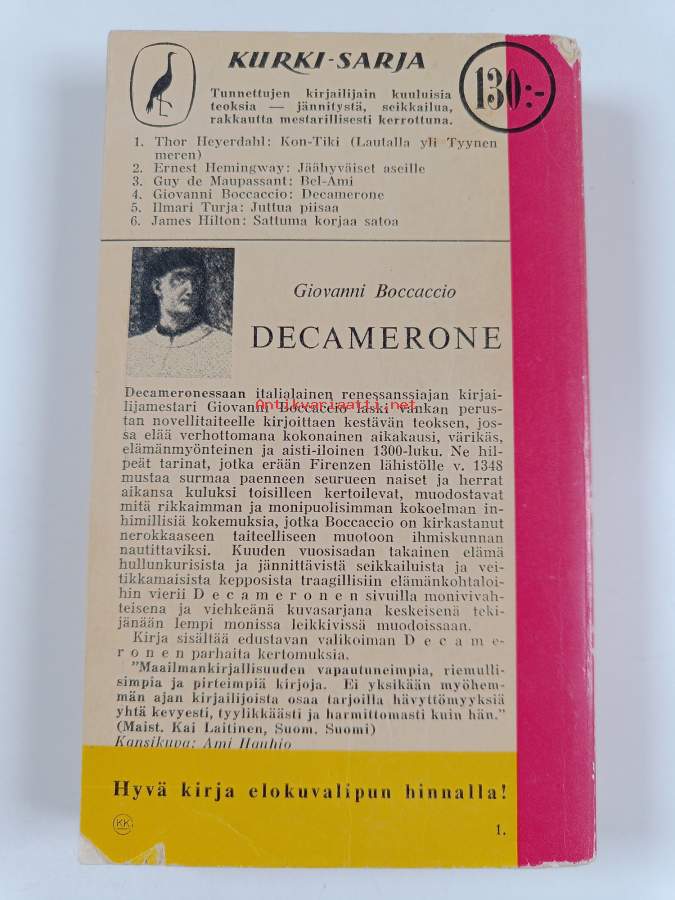 KURKI-SARJA
130:-
Tunnettujen kirjailijain kuuluisia
teoksia — jännitystä, seikkailua,
rakkautta mestarillisesti kerrottuna.
1. Thor Heyerdahl: Kon-Tiki (Lautalla yli Tyynen
meren)
2. Ernest Hemingway: Jäähyväiset aseille
3. Guy de Maupassant: Bel-Ami
4. Giovanni Boccaccio: Decamerone
5. Ilmari Turja: Juttua piisaa
6. James Hilton: Sattuma korjaa satoa
Giovanni Boccaccio
DECAMERONE
Decameronessaan italialainen renessanssiajan kirjai-
lijamestari Giovanni Boccaccio laski vankan perus-
Antikvariaatti.net
tan novellitaiteelle kirjoittaen kestävän teoksen, jos-
sa elää verhottomana kokonainen aikakausi, värikäs,
elämänmyönteinen ja aisti-iloinen 1300-luku. Ne hil-
peät tarinat, jotka erään Firenzen lähistölle v. 1348
mustaa surmaa paenneen seurueen naiset ja herrat
aikansa kuluksi toisilleen kertoilevat, muodostavat
mitä rikkaimman ja monipuolisimman kokoelman in-
himillisiä kokemuksia, jotka Boccaccio on kirkastanut
nerokkaaseen taiteelliseen muotoon ihmiskunnan
nautittaviksi. Kuuden vuosisadan takainen elämä
hullunkurisista ja jännittävistä seikkailuista ja vei-
tikkamaisista kepposista traagillisiin elämänkohtaloi-
hin vierii Decameronen sivuilla monivivah-
teisena ja viehkeänä kuvasarjana keskeisenä teki-
jänään lempi monissa leikkivissä muodoissaan.
Kirja sisältää edustavan valikoiman Decame-
ronen parhaita kertomuksia.
"Maailmankirjallisuuden vapautuneimpia, riemulli-
simpia ja pirteimpiä kirjoja. Ei yksikään myöhem-
män ajan kirjailijoista osaa tarjoilla hävyttömyyksiä
yhtä kevyesti, tyylikkäästi ja harmittomasti kuin hän."
(Maist. Kai Laitinen, Suom. Suomi)
Kansikuva: Ami Hauhio
Hyvä kirja elokuvalipun hinnalla!
KK
1.